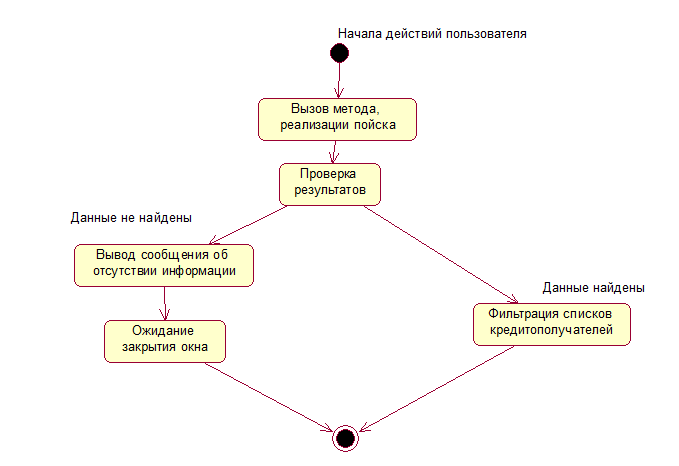 Начала действий пользователя
Вызов метода,
реализации пойска
Проверка
результатов
Данные не найдены
Вывод сообщения об
отсутствии информации
Данные найдены
Фильтрация списков
кредитополучателей
Ожидание
закрытия окна